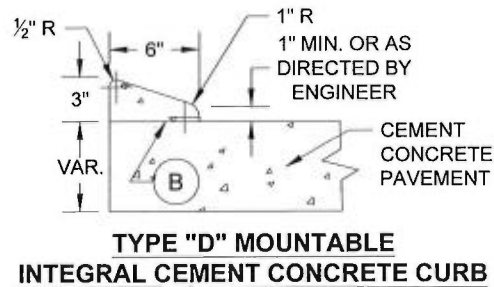 ½" R
6"
1" R
1" MIN. OR AS
DIRECTED BY
ENGINEER
3"
CEMENT
CONCRETE
PAVEMENT
VAR.
B
TYPE "D" MOUNTABLE
INTEGRAL CEMENT CONCRETE CURB